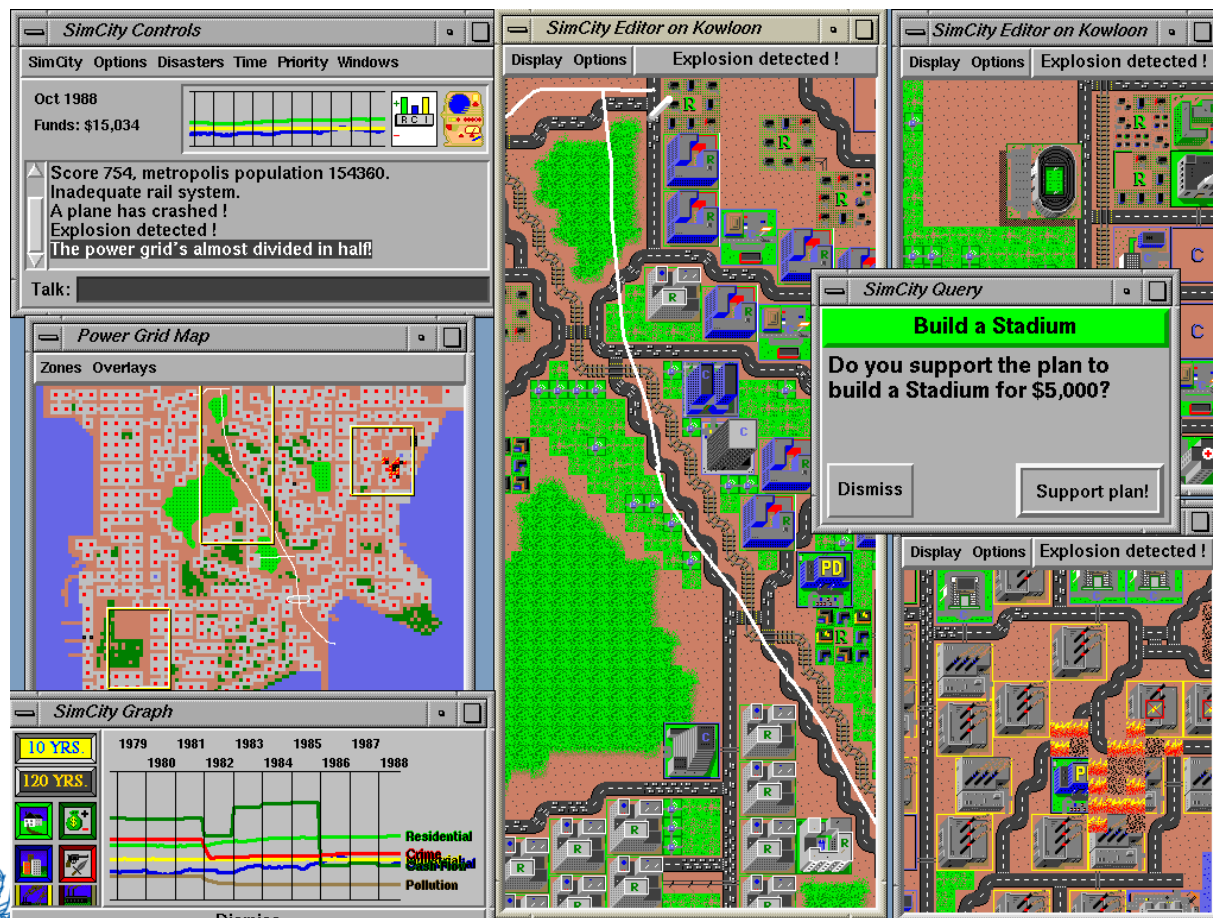 SimCity Controls
SimCity Options Disasters Time Priority Windows
Oct 1988
Funds: $15,034
R C I
Score 754, metropolis population 154360.
Inadequate rail system.
A plane has crashed !
Explosion detected !
The power grid's almost divided in half!
Talk:
Power Grid Map
Zones Overlays
SimCity Graph
10 YRS.
120 YRS.
1979 1981 1983 1985 1987
1980 1982 1984 1986 1988
Residential
Crime
Cash Flow
Pollution
Dismiss
SimCity Editor on Kowloon
Display Options Explosion detected !
R
R
R
R
R
C
C
PD
R
C
R
R
R
R
R
R
R
R
R
SimCity Editor on Kowloon
Display Options Explosion detected !
R
R
C
C
SimCity Query
Build a Stadium
Do you support the plan to
build a Stadium for $5,000?
Dismiss
Support plan!
Display Options Explosion detected !
C
C
C
P